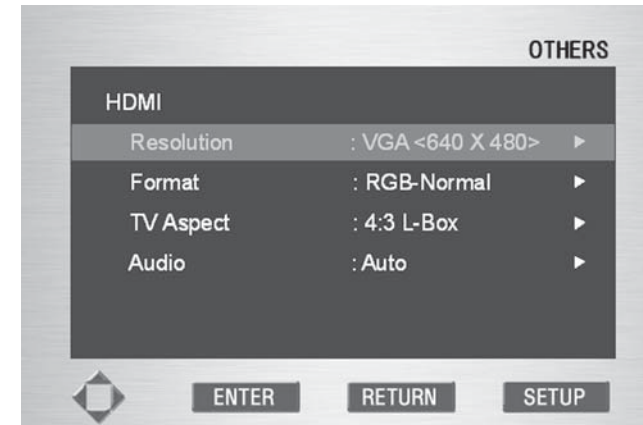 OTHERS
HDMI
Resolution : VGA <640 X 480> ►
Format : RGB-Normal ►
TV Aspect : 4:3 L-Box ►
Audio : Auto ►
ENTER RETURN SETUP